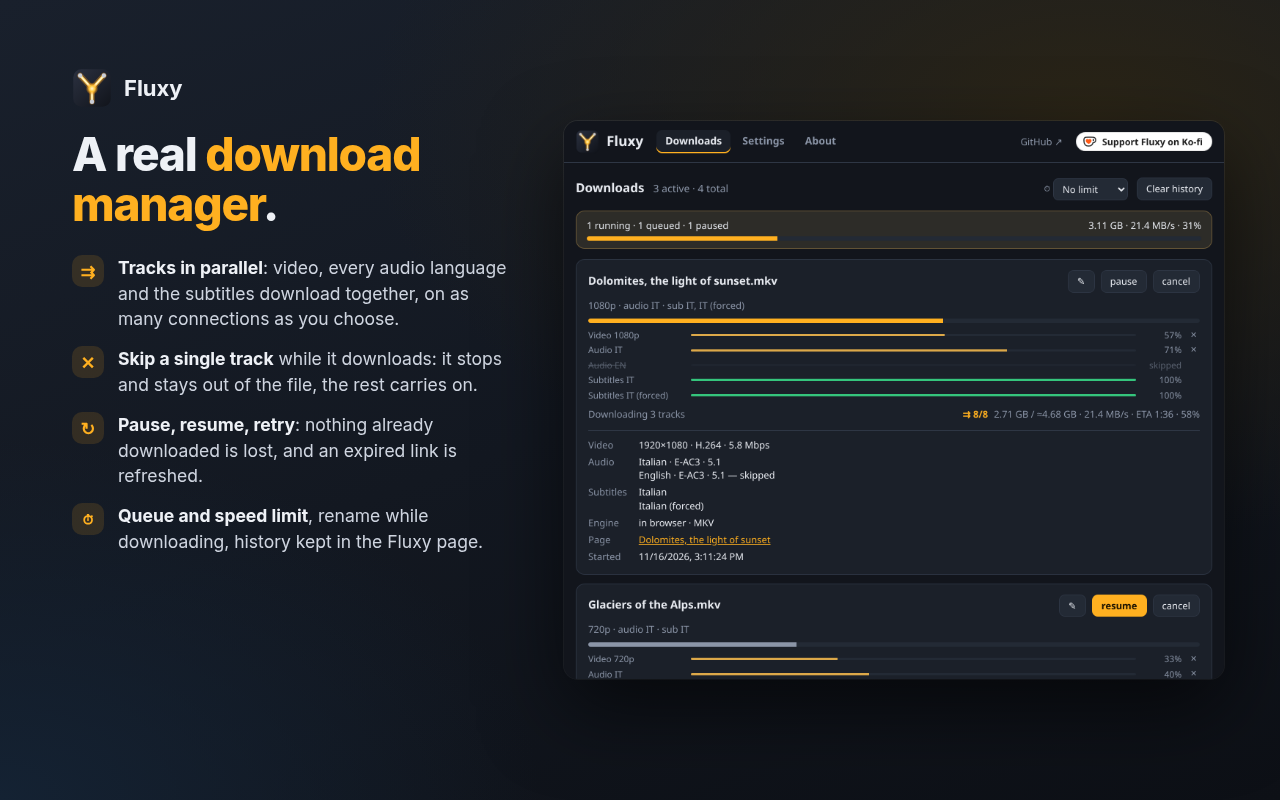 Fluxy
A real download
manager.
⇉ Tracks in parallel: video, every audio language
and the subtitles download together, on as
many connections as you choose.
✕ Skip a single track while it downloads: it stops
and stays out of the file, the rest carries on.
↻ Pause, resume, retry: nothing already
downloaded is lost, and an expired link is
refreshed.
⏱ Queue and speed limit, rename while
downloading, history kept in the Fluxy page.
Fluxy Downloads Settings About GitHub ↗ Support Fluxy on Ko-fi
Downloads 3 active · 4 total ⏱ No limit Clear history
1 running · 1 queued · 1 paused 3.11 GB · 21.4 MB/s · 31%
Dolomites, the light of sunset.mkv ✎ pause cancel
1080p · audio IT · sub IT, IT (forced)
Video 1080p 57% ✕
Audio IT 71% ✕
Audio EN skipped
Subtitles IT 100%
Subtitles IT (forced) 100%
Downloading 3 tracks ⇉ 8/8 2.71 GB / ≈4.68 GB · 21.4 MB/s · ETA 1:36 · 58%
Video 1920×1080 · H.264 · 5.8 Mbps
Audio Italian · E-AC3 · 5.1
English · E-AC3 · 5.1 — skipped
Subtitles Italian
Italian (forced)
Engine in browser · MKV
Page Dolomites, the light of sunset
Started 11/16/2026, 3:11:24 PM
Glaciers of the Alps.mkv ✎ resume cancel
720p · audio IT · sub IT
Video 720p 33% ✕
Audio IT 40% ✕